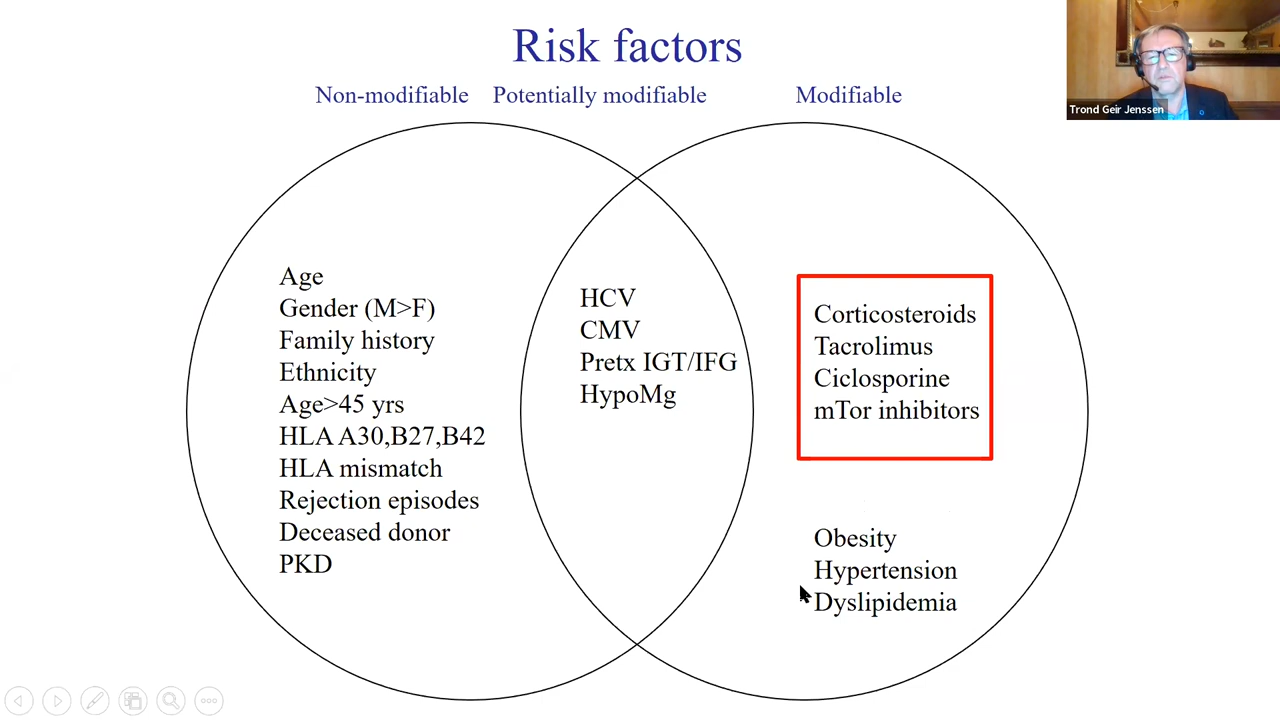 Risk factors
Non-modifiable Potentially modifiable Modifiable
Trond Geir Jenssen
Age
Gender (M>F)
Family history
Ethnicity
Age>45 yrs
HLA A30,B27,B42
HLA mismatch
Rejection episodes
Deceased donor
PKD
HCV
CMV
Pretx IGT/IFG
HypoMg
Corticosteroids
Tacrolimus
Ciclosporine
mTor inhibitors
Obesity
Hypertension
Dyslipidemia